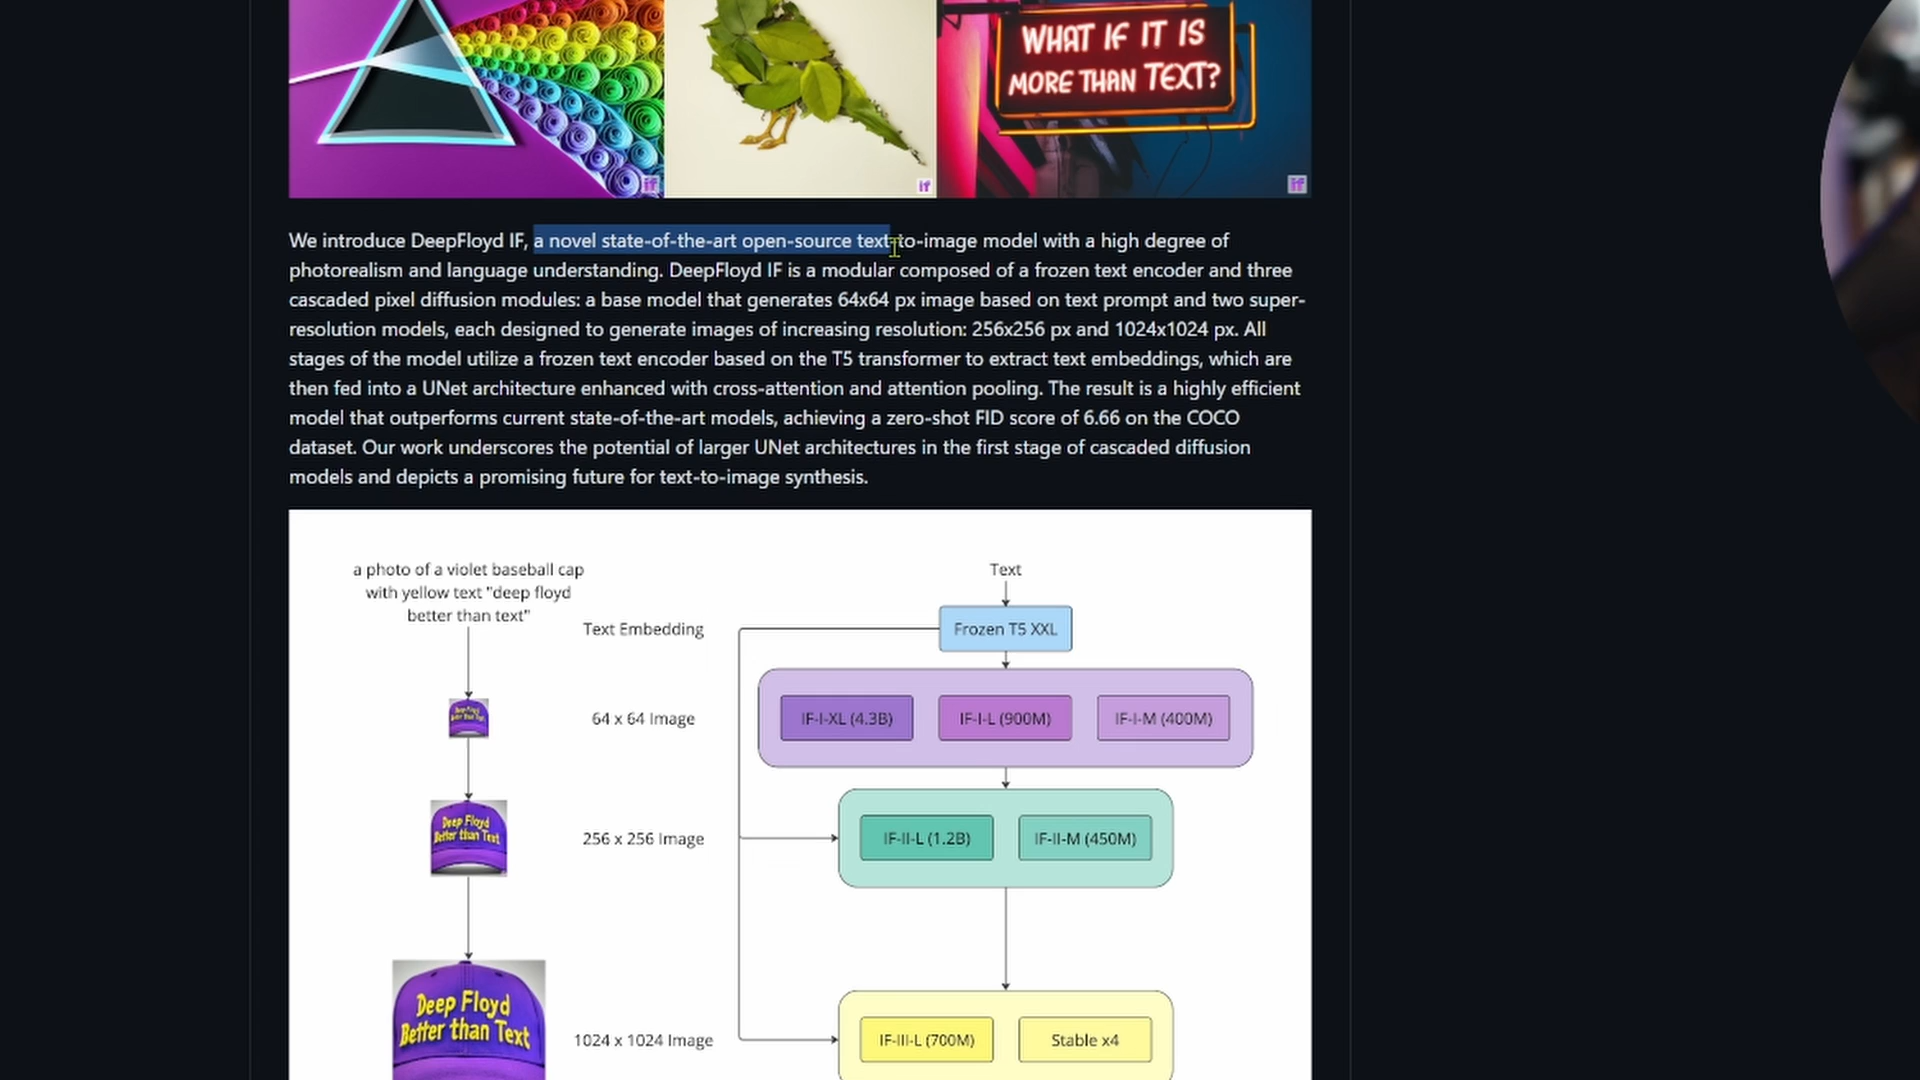 WHAT IF IT IS
MORE THAN TEXT?
if
if
if
We introduce DeepFloyd IF, a novel state-of-the-art open-source text-to-image model with a high degree of
photorealism and language understanding. DeepFloyd IF is a modular composed of a frozen text encoder and three
cascaded pixel diffusion modules: a base model that generates 64x64 px image based on text prompt and two super-
resolution models, each designed to generate images of increasing resolution: 256x256 px and 1024x1024 px. All
stages of the model utilize a frozen text encoder based on the T5 transformer to extract text embeddings, which are
then fed into a UNet architecture enhanced with cross-attention and attention pooling. The result is a highly efficient
model that outperforms current state-of-the-art models, achieving a zero-shot FID score of 6.66 on the COCO
dataset. Our work underscores the potential of larger UNet architectures in the first stage of cascaded diffusion
models and depicts a promising future for text-to-image synthesis.
a photo of a violet baseball cap
with yellow text "deep floyd
better than text"
Text
Text Embedding
Frozen T5 XXL
Deep Floyd
Better than Text
64 x 64 Image
IF-I-XL (4.3B)
IF-I-L (900M)
IF-I-M (400M)
Deep Floyd
Better than Text
256 x 256 Image
IF-II-L (1.2B)
IF-II-M (450M)
Deep Floyd
Better than Text
1024 x 1024 Image
IF-III-L (700M)
Stable x4